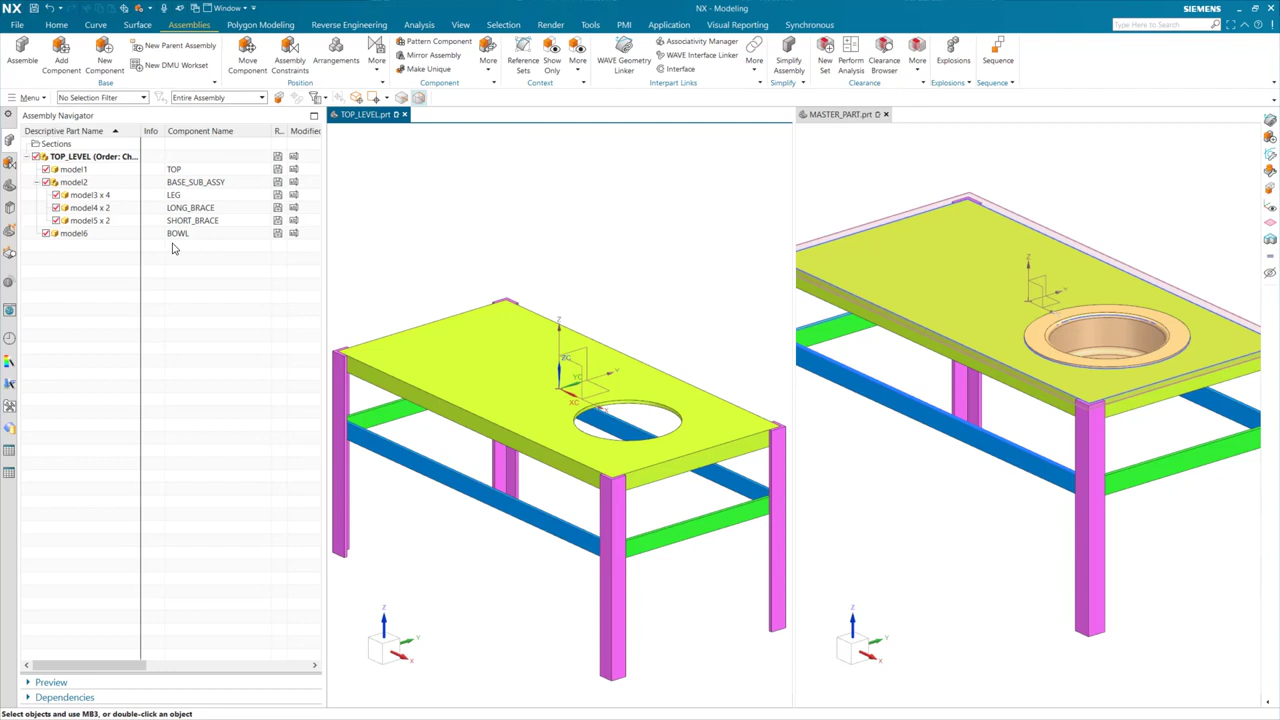 NX
Window
NX - Modeling
SIEMENS
File Home Curve Surface Assemblies Polygon Modeling Reverse Engineering Analysis View Selection Render Tools PMI Application Visual Reporting Synchronous
Type Here to Search
Assembly
Add Component
New Component
New Parent Assembly
New DMU Workset
Base
Move Component
Assembly Constraints
Arrangements
More
Position
Pattern Component
Mirror Assembly
Make Unique
More
Component
Reference Sets
Show Only
More
Context
WAVE Geometry Linker
Associativity Manager
WAVE Interface Linker
Interface
More
Interpart Links
Simplify Assembly
Simplify
New Set
Perform Analysis
Clearance Browser
More
Clearance
Explosions
Explosions
Sequence
Sequence
Menu
No Selection Filter
Entire Assembly
Assembly Navigator
TOP_LEVEL.prt
MASTER_PART.prt
Descriptive Part Name Info Component Name R... Modified
Sections
TOP_LEVEL (Order: Ch...
model1 TOP
model2 BASE_SUB_ASSY
model3 x 4 LEG
model4 x 2 LONG_BRACE
model5 x 2 SHORT_BRACE
model6 BOWL
Z
ZC
YC
Y
XC
X
Z
Y
Z
Y
X
Z
Y
X
Preview
Dependencies
Select objects and use MB3, or double-click an object